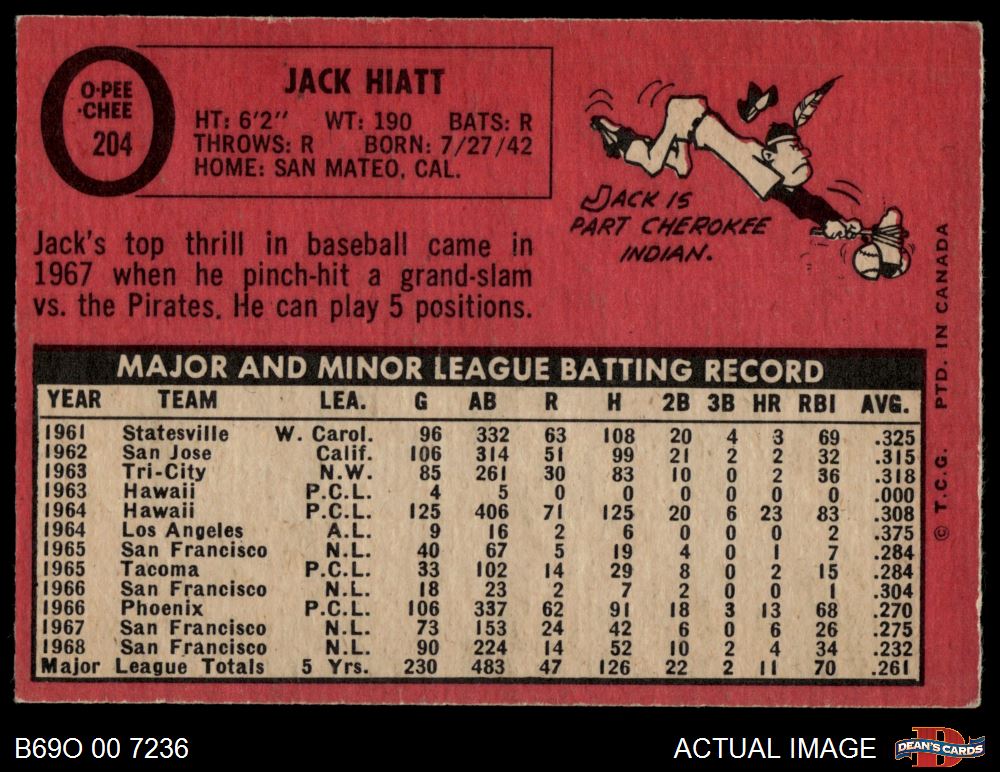 O-PEE
-CHEE
204
JACK HIATT
HT: 6'2" WT: 190 BATS: R
THROWS: R BORN: 7/27/42
HOME: SAN MATEO, CAL.
JACK IS
PART CHEROKEE
INDIAN.
Jack's top thrill in baseball came in
1967 when he pinch-hit a grand-slam
vs. the Pirates. He can play 5 positions.
MAJOR AND MINOR LEAGUE BATTING RECORD
YEAR TEAM LEA. G AB R H 2B 3B HR RBI AVG.
1961 Statesville W. Carol. 96 332 63 108 20 4 3 69 .325
1962 San Jose Calif. 106 314 51 99 21 2 2 32 .315
1963 Tri-City N.W. 85 261 30 83 10 0 2 36 .318
1963 Hawaii P.C.L. 4 5 0 0 0 0 0 0 .000
1964 Hawaii P.C.L. 125 406 71 125 20 6 23 83 .308
1964 Los Angeles A.L. 9 16 2 6 0 0 0 2 .375
1965 San Francisco N.L. 40 67 5 19 4 0 1 7 .284
1965 Tacoma P.C.L. 33 102 14 29 8 0 2 15 .284
1966 San Francisco N.L. 18 23 2 7 2 0 0 1 .304
1966 Phoenix P.C.L. 106 337 62 91 18 3 13 68 .270
1967 San Francisco N.L. 73 153 24 42 6 0 6 26 .275
1968 San Francisco N.L. 90 224 14 52 10 2 4 34 .232
Major League Totals 5 Yrs. 230 483 47 126 22 2 11 70 .261
© T.C.G. PTD. IN CANADA
B69O 00 7236
ACTUAL IMAGE
D
DEAN'S CARDS